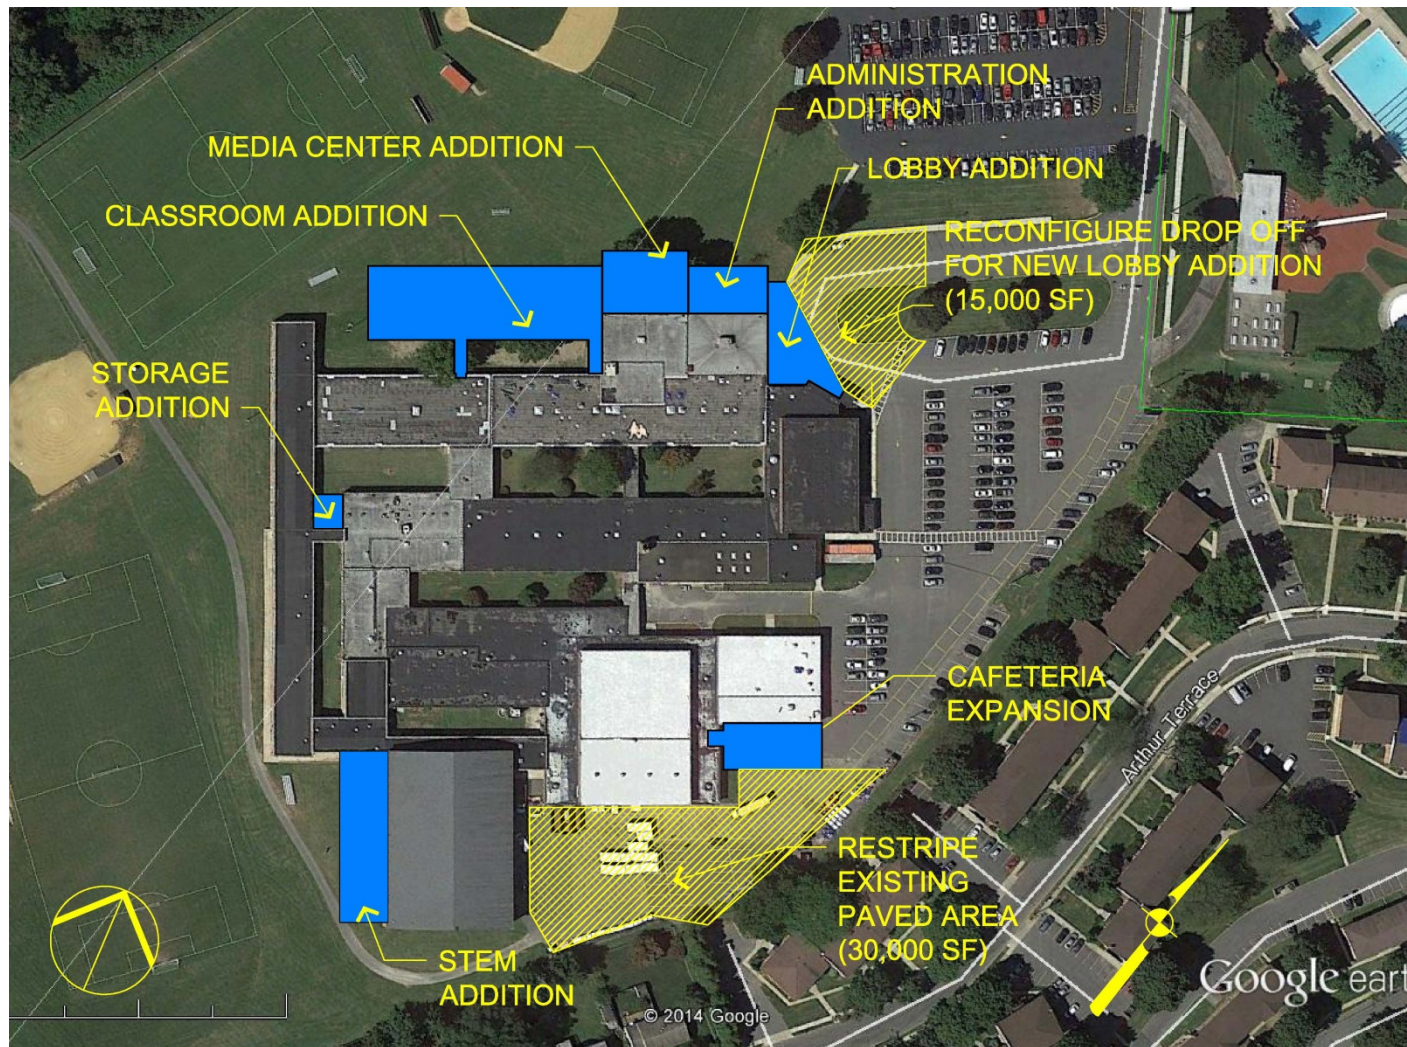 ADMINISTRATION
ADDITION
MEDIA CENTER ADDITION
LOBBY ADDITION
CLASSROOM ADDITION
RECONFIGURE DROP OFF
FOR NEW LOBBY ADDITION
(15,000 SF)
STORAGE
ADDITION
CAFETERIA
EXPANSION
Arthur Terrace
RESTRIPE
EXISTING
PAVED AREA
(30,000 SF)
STEM
ADDITION
Google eart
© 2014 Google